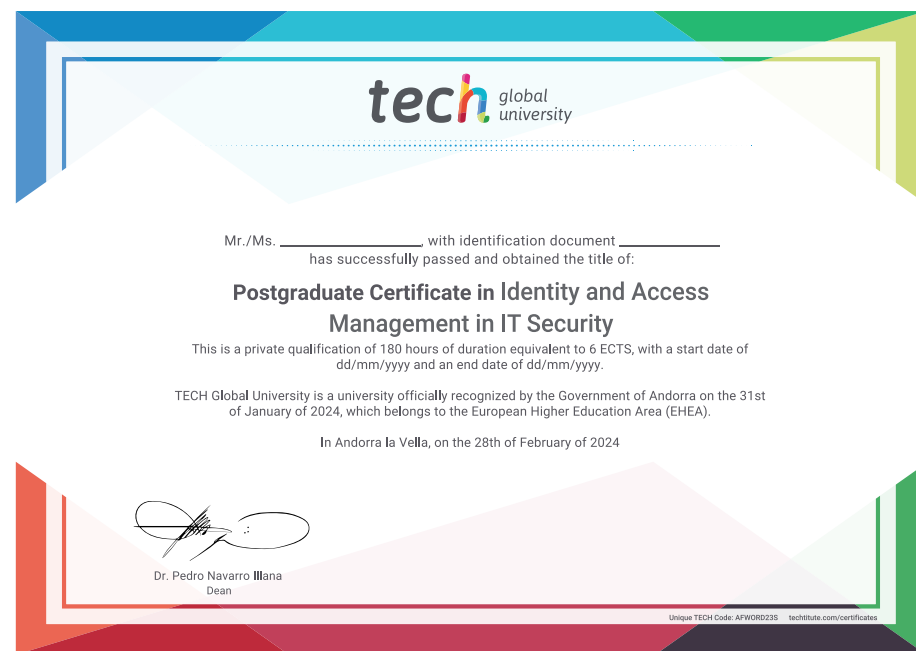 tech global university
Mr./Ms. ____________, with identification document ____________
has successfully passed and obtained the title of:
Postgraduate Certificate in Identity and Access
Management in IT Security
This is a private qualification of 180 hours of duration equivalent to 6 ECTS, with a start date of
dd/mm/yyyy and an end date of dd/mm/yyyy.
TECH Global University is a university officially recognized by the Government of Andorra on the 31st
of January of 2024, which belongs to the European Higher Education Area (EHEA).
In Andorra la Vella, on the 28th of February of 2024
Dr. Pedro Navarro Illana
Dean
Unique TECH Code: AFWORD23S techtitute.com/certificates